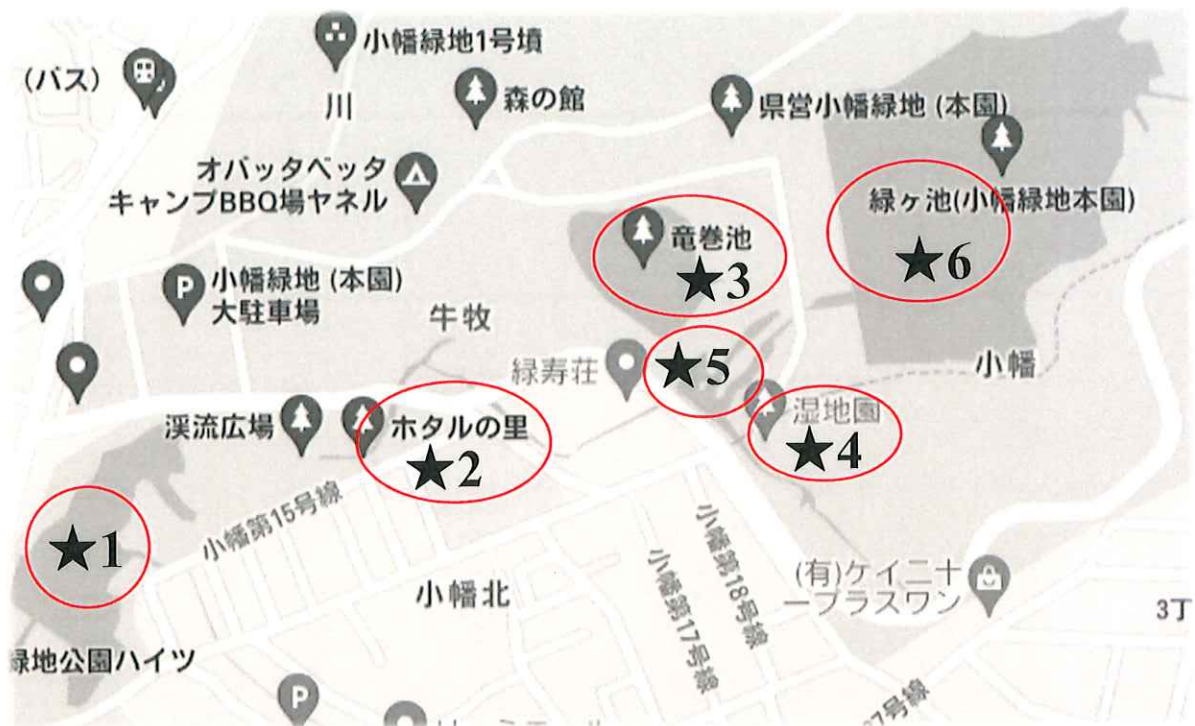 小幡緑地1号墳
(バス)
川
森の館
県営小幡緑地 (本園)
オバッタベッタ
キャンプBBQ場ヤネル
緑ヶ池(小幡緑地本園)
竜巻池
★3
★6
小幡緑地 (本園)
大駐車場
P
牛牧
緑寿荘
★5
小幡
渓流広場
ホタルの里
★2
湿地園
★4
★1
小幡第15号線
小幡第18号線
小幡第17号線
小幡北
(有)ケイ二十
ープラスワン
3丁
緑地公園ハイツ
P
7号線